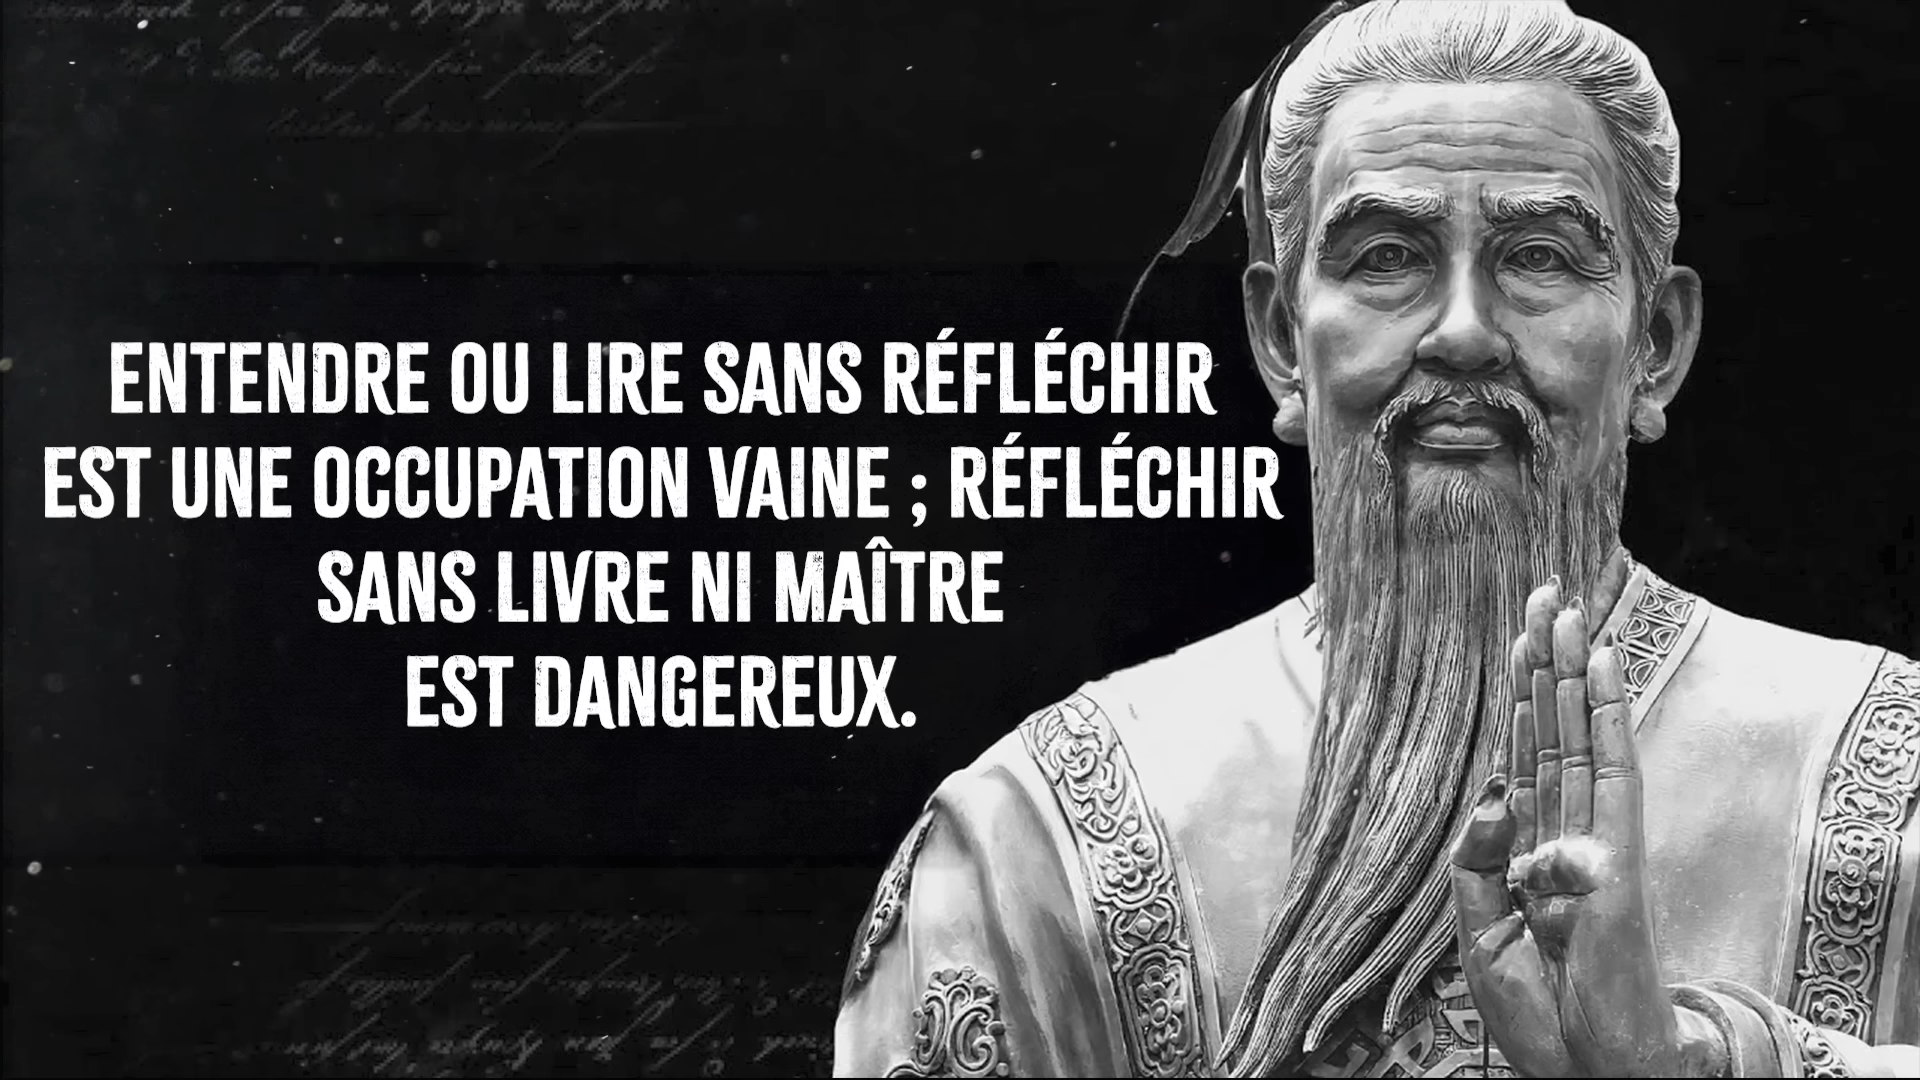 ENTENDRE OU LIRE SANS RÉFLÉCHIR
EST UNE OCCUPATION VAINE ; RÉFLÉCHIR
SANS LIVRE NI MAÎTRE
EST DANGEREUX.